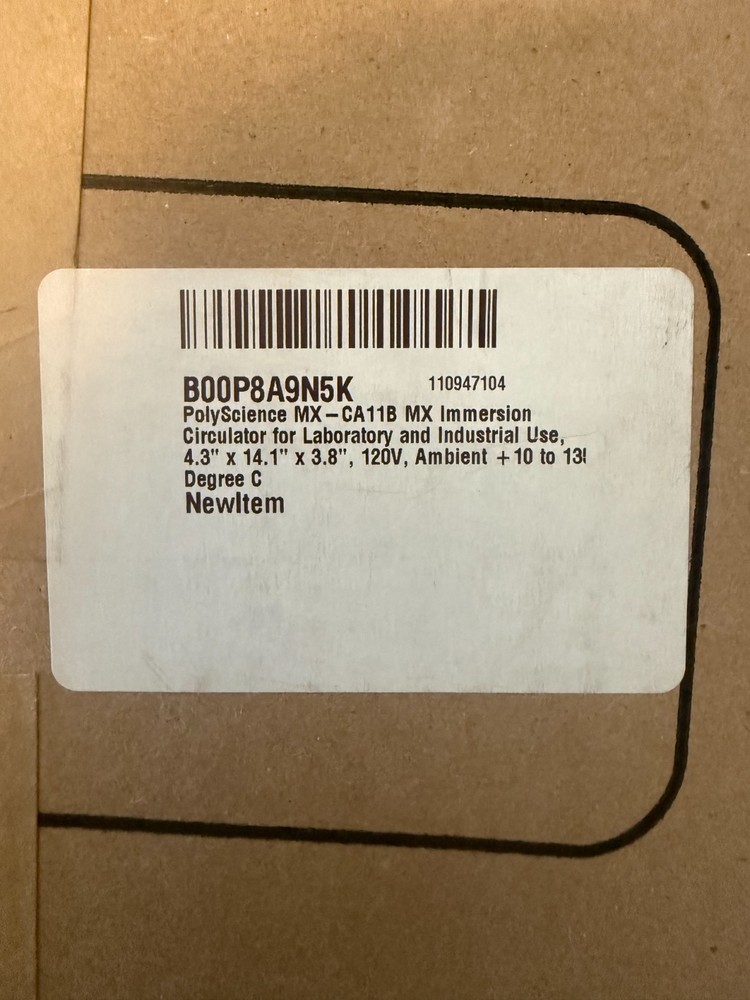 B00P8A9N5K 110947104
PolyScience MX-CA11B MX Immersion
Circulator for Laboratory and Industrial Use,
4.3" x 14.1" x 3.8", 120V, Ambient +10 to
Degree C
NewItem